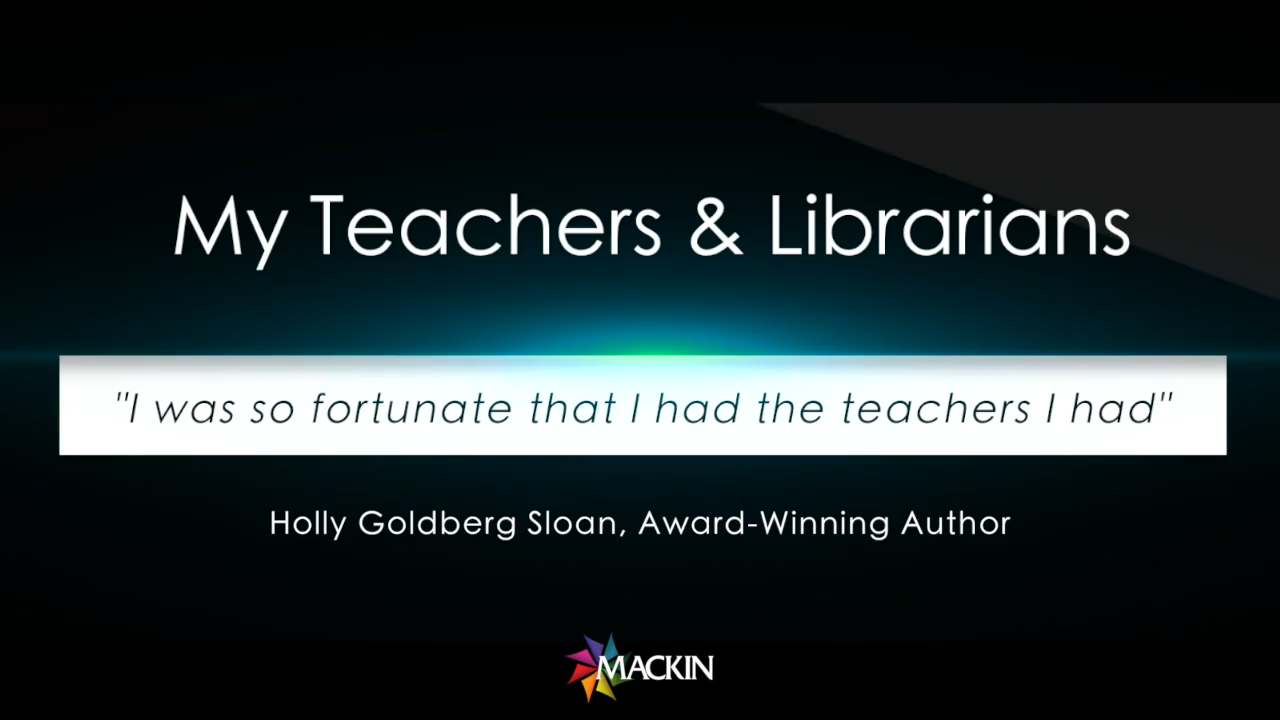 My Teachers & Librarians
"I was so fortunate that I had the teachers I had"
Holly Goldberg Sloan, Award-Winning Author
MACKIN